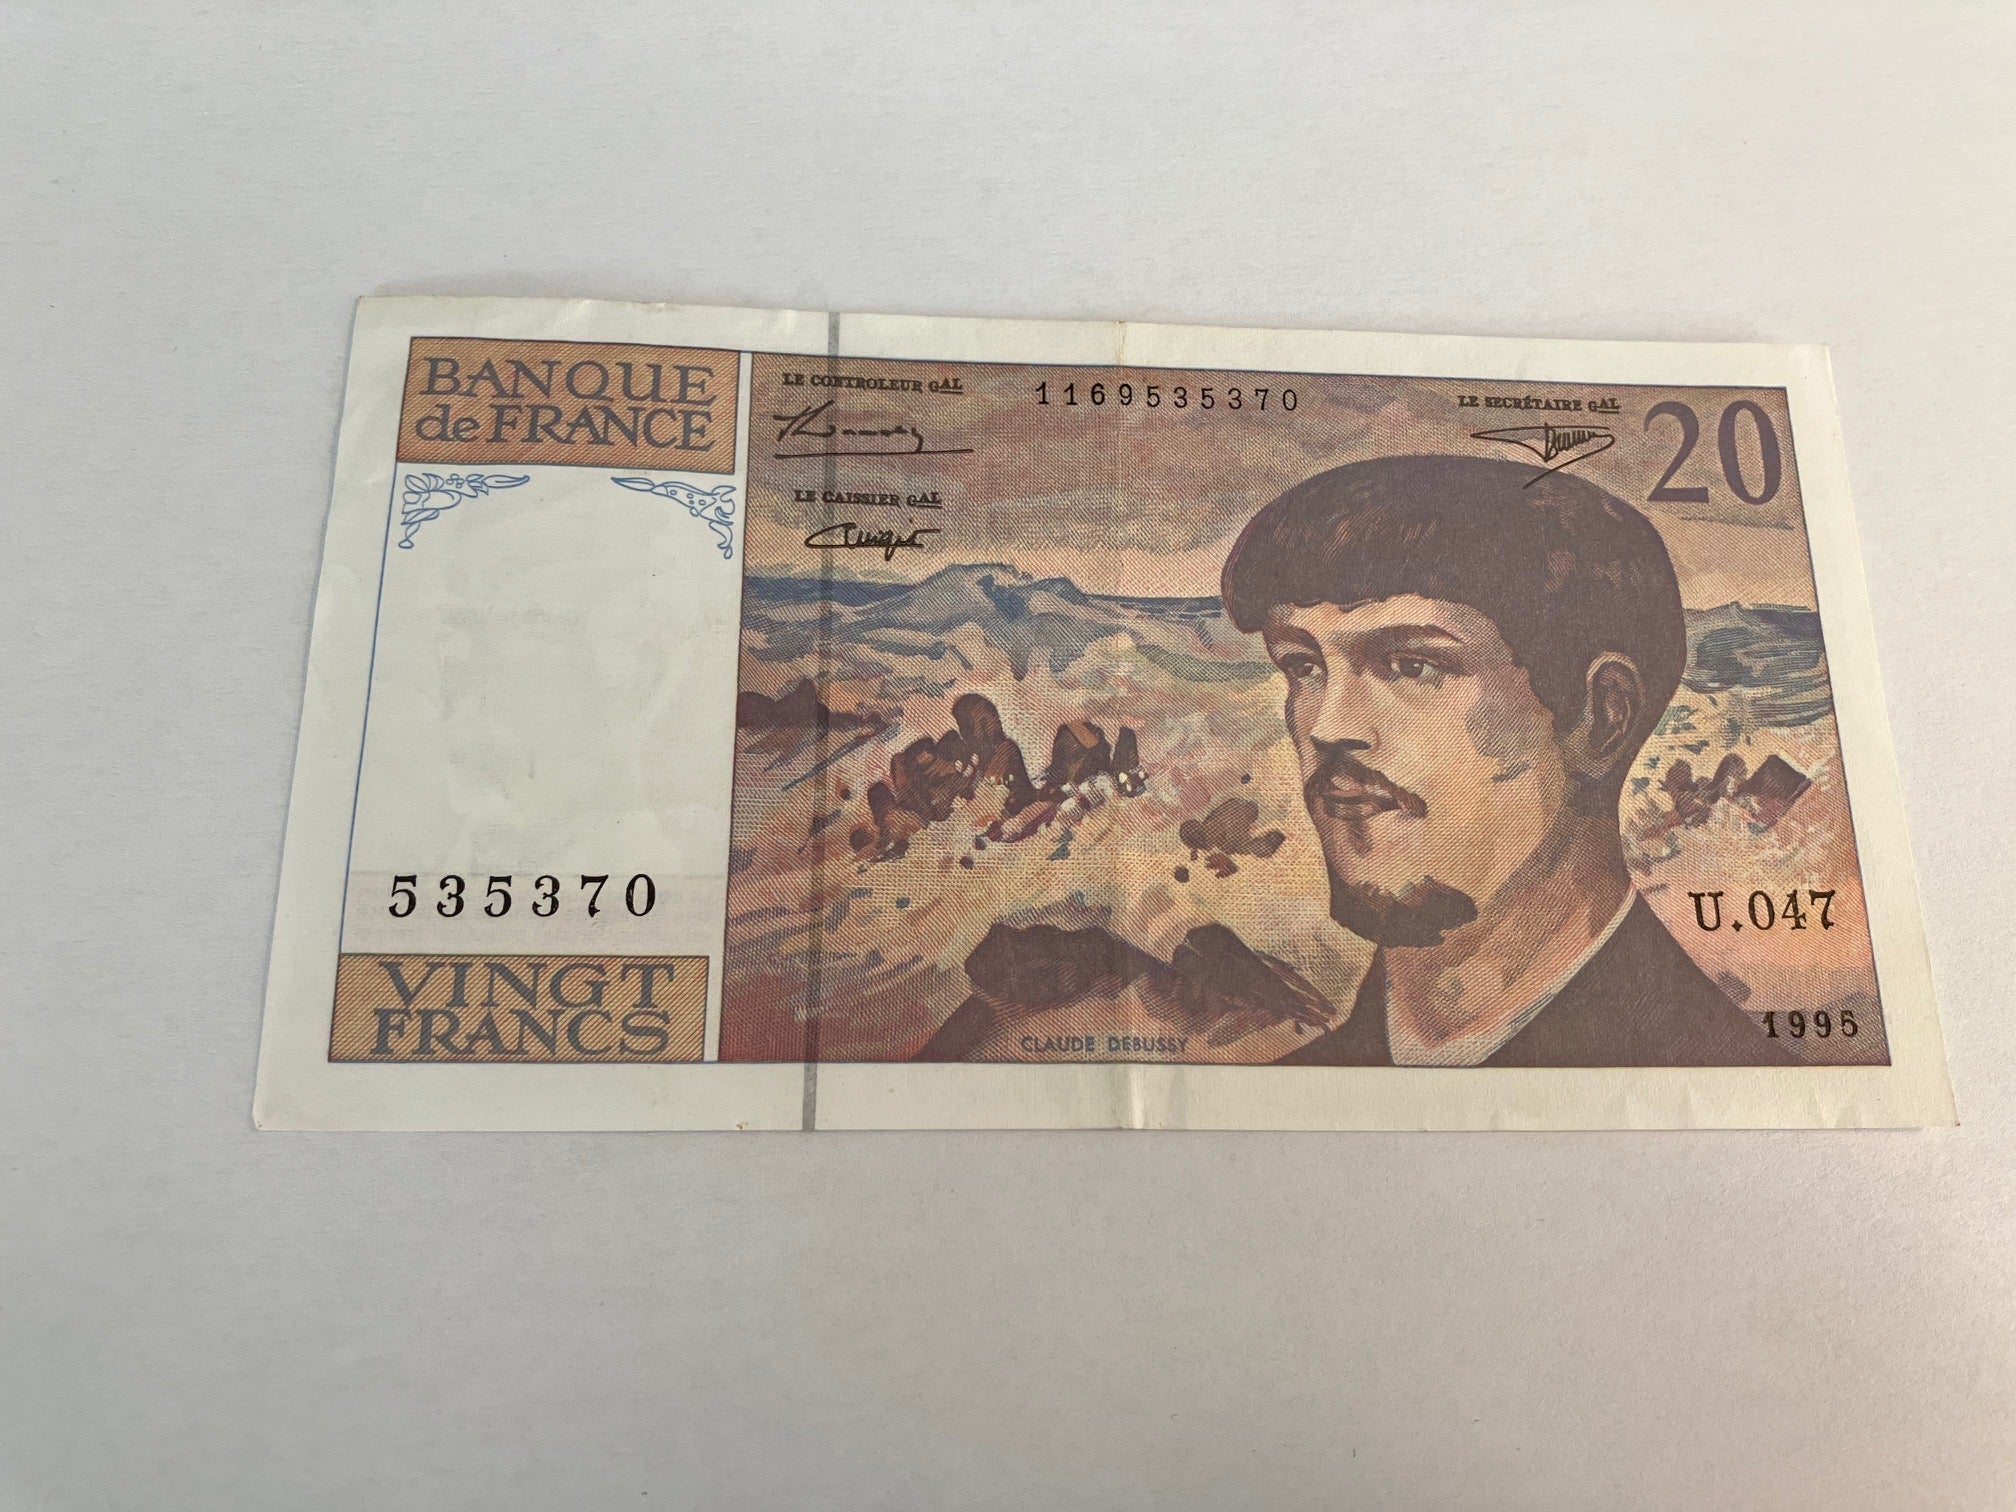 BANQUE
de FRANCE
LE CONTROLEUR GAL
1169535370
LE SECRÉTAIRE GAL
20
LE CAISSIER GAL
535370
U.047
VINGT
FRANCS
CLAUDE DEBUSSY
1995